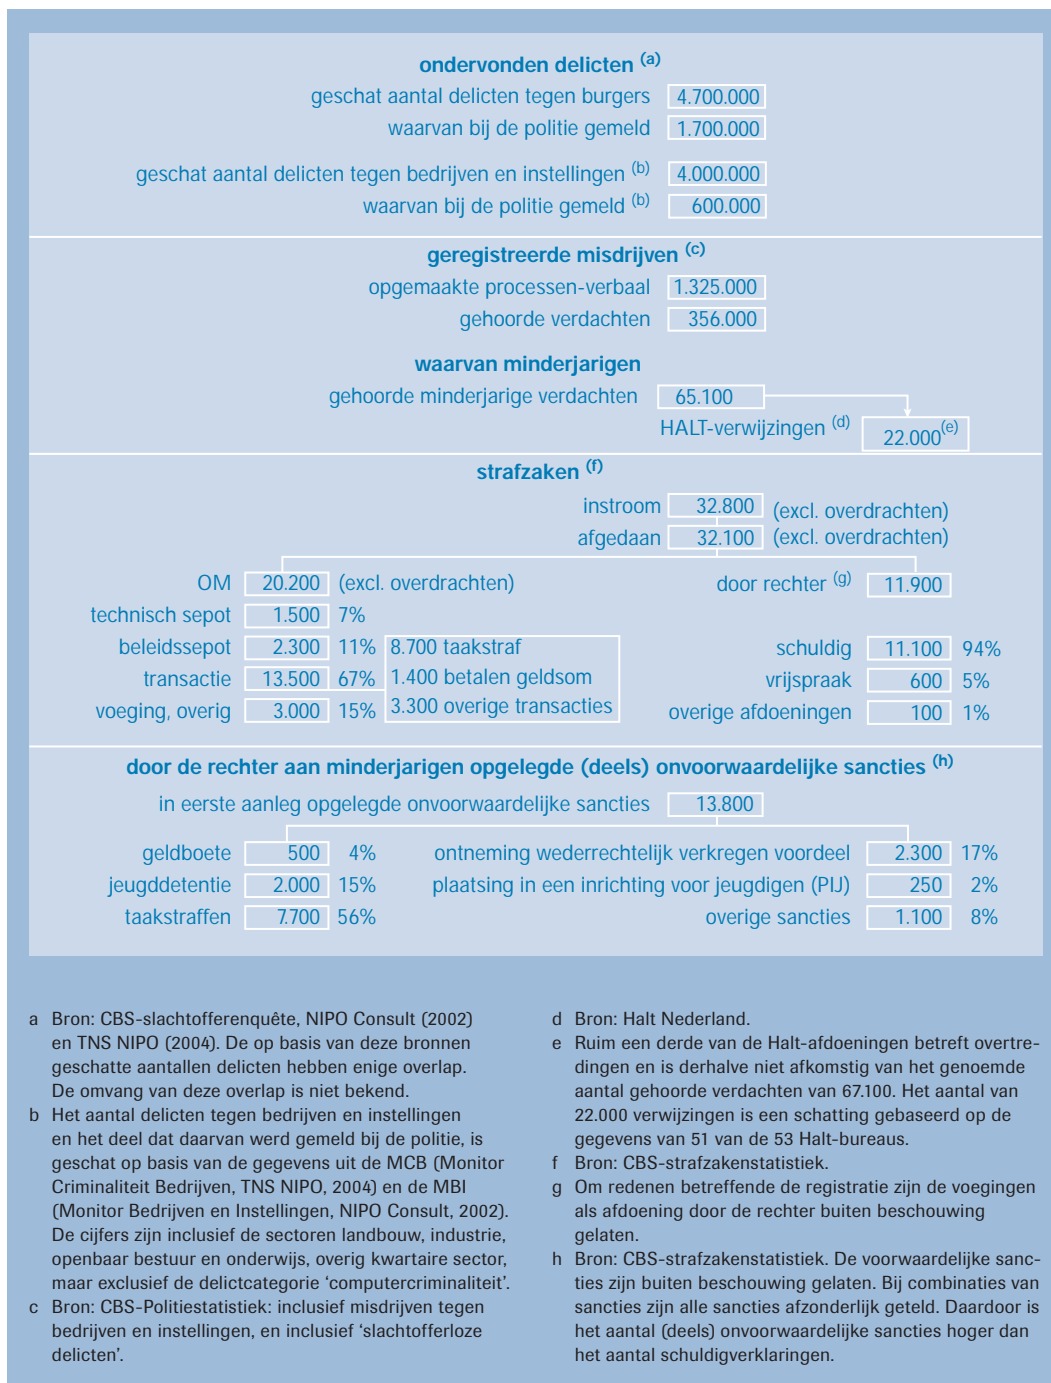 ondervonden delicten (a)
geschat aantal delicten tegen burgers 4.700.000
waarvan bij de politie gemeld 1.700.000
geschat aantal delicten tegen bedrijven en instellingen (b) 4.000.000
waarvan bij de politie gemeld (b) 600.000
geregistreerde misdrijven (c)
opgemaakte processen-verbaal 1.325.000
gehoorde verdachten 356.000
waarvan minderjarigen
gehoorde minderjarige verdachten 65.100
HALT-verwijzingen (d) 22.000(e)
strafzaken (f)
instroom 32.800 (excl. overdrachten)
afgedaan 32.100 (excl. overdrachten)
OM 20.200 (excl. overdrachten) door rechter (g) 11.900
technisch sepot 1.500 7%
beleidssepot 2.300 11% 8.700 taakstraf schuldig 11.100 94%
transactie 13.500 67% 1.400 betalen geldsom vrijspraak 600 5%
voeging, overig 3.000 15% 3.300 overige transacties overige afdoeningen 100 1%
door de rechter aan minderjarigen opgelegde (deels) onvoorwaardelijke sancties (h)
in eerste aanleg opgelegde onvoorwaardelijke sancties 13.800
geldboete 500 4% ontneming wederrechtelijk verkregen voordeel 2.300 17%
jeugddetentie 2.000 15% plaatsing in een inrichting voor jeugdigen (PIJ) 250 2%
taakstraffen 7.700 56% overige sancties 1.100 8%
a Bron: CBS-slachtofferenquête, NIPO Consult (2002)
en TNS NIPO (2004). De op basis van deze bronnen
geschatte aantallen delicten hebben enige overlap.
De omvang van deze overlap is niet bekend.
b Het aantal delicten tegen bedrijven en instellingen
en het deel dat daarvan werd gemeld bij de politie, is
geschat op basis van de gegevens uit de MCB (Monitor
Criminaliteit Bedrijven, TNS NIPO, 2004) en de MBI
(Monitor Bedrijven en Instellingen, NIPO Consult, 2002).
De cijfers zijn inclusief de sectoren landbouw, industrie,
openbaar bestuur en onderwijs, overig kwartaire sector,
maar exclusief de delictcategorie 'computercriminaliteit'.
c Bron: CBS-Politiestatistiek: inclusief misdrijven tegen
bedrijven en instellingen, en inclusief 'slachtofferloze
delicten'.
d Bron: Halt Nederland.
e Ruim een derde van de Halt-afdoeningen betreft overtre-
dingen en is derhalve niet afkomstig van het genoemde
aantal gehoorde verdachten van 67.100. Het aantal van
22.000 verwijzingen is een schatting gebaseerd op de
gegevens van 51 van de 53 Halt-bureaus.
f Bron: CBS-strafzakenstatistiek.
g Om redenen betreffende de registratie zijn de voegingen
als afdoening door de rechter buiten beschouwing
gelaten.
h Bron: CBS-strafzakenstatistiek. De voorwaardelijke sanc-
ties zijn buiten beschouwing gelaten. Bij combinaties van
sancties zijn alle sancties afzonderlijk geteld. Daardoor is
het aantal (deels) onvoorwaardelijke sancties hoger dan
het aantal schuldigverklaringen.